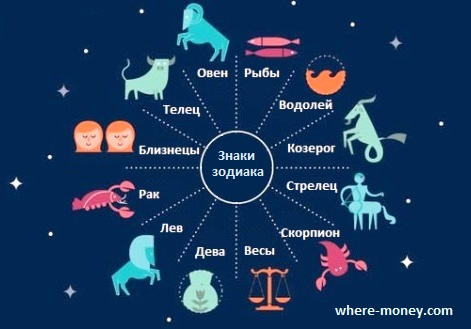 Овен
Рыбы
Телец
Водолей
Близнецы
Знаки
зодиака
Козерог
Рак
Стрелец
Лев
Скорпион
Дева
Весы
where-money.com